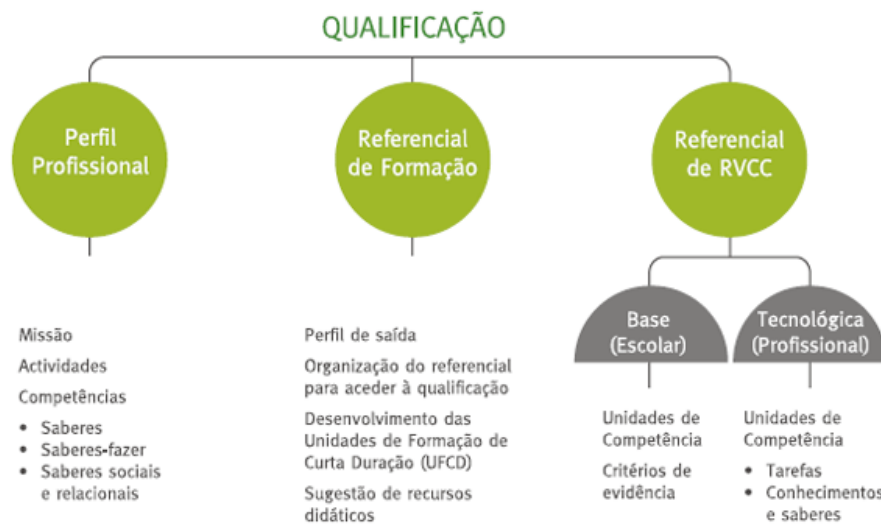 QUALIFICAÇÃO
Perfil
Profissional
Missão
Actividades
Competências
• Saberes
• Saberes-fazer
• Saberes sociais
e relacionais
Referencial
de Formação
Perfil de saída
Organização do referencial
para aceder à qualificação
Desenvolvimento das
Unidades de Formação de
Curta Duração (UFCD)
Sugestão de recursos
didáticos
Referencial
de RVCC
Base
(Escolar)
Unidades de
Competência
Critérios de
evidência
Tecnológica
(Profissional)
Unidades de
Competência
• Tarefas
• Conhecimentos
e saberes